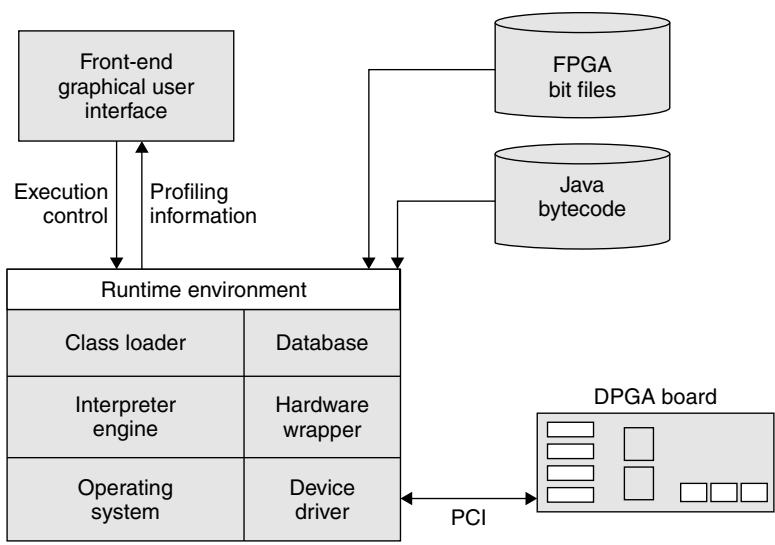 Front-end
graphical user
interface
FPGA
bit files
Java
bytecode
Execution
control
Profiling
information
Runtime environment
Class loader
Database
Interpreter
engine
Hardware
wrapper
Operating
system
Device
driver
PCI
DPGA board